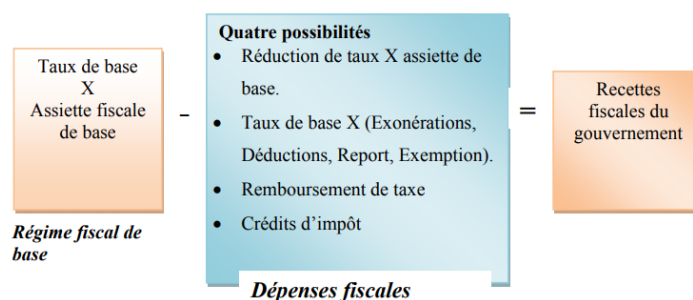 Taux de base
X
Assiette fiscale
de base
Régime fiscal de
base
-
Quatre possibilités
• Réduction de taux X assiette de
base.
• Taux de base X (Exonérations,
Déductions, Report, Exemption).
• Remboursement de taxe
• Crédits d’impôt
Dépenses fiscales
=
Recettes
fiscales du
gouvernement